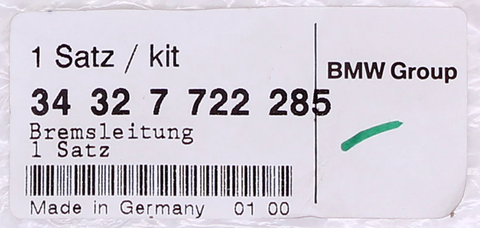 1 Satz / kit
BMW Group
34 32 7 722 285
Bremsleitung
1 Satz
Made in Germany 01 00